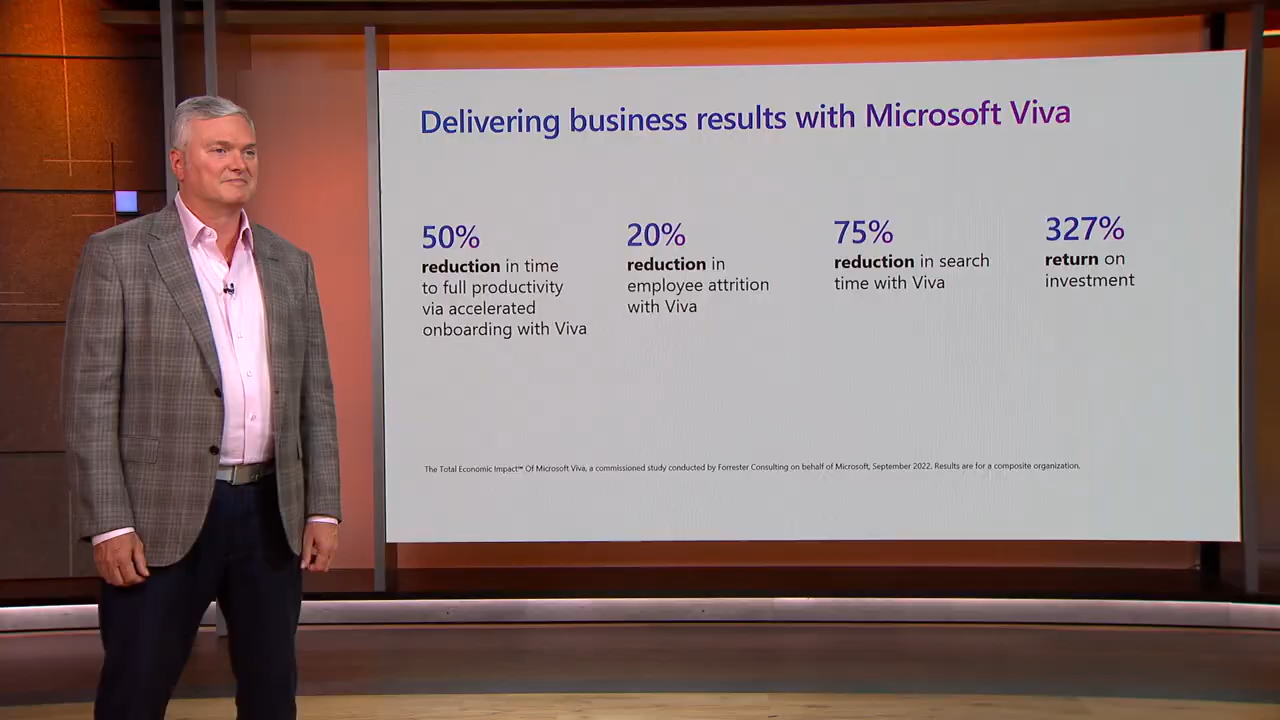 Delivering business results with Microsoft Viva
50%
reduction in time
to full productivity
via accelerated
onboarding with Viva
20%
reduction in
employee attrition
with Viva
75%
reduction in search
time with Viva
327%
return on
investment
The Total Economic Impact℠ Of Microsoft Viva, a commissioned study conducted by Forrester Consulting on behalf of Microsoft, September 2022. Results are for a composite organization.